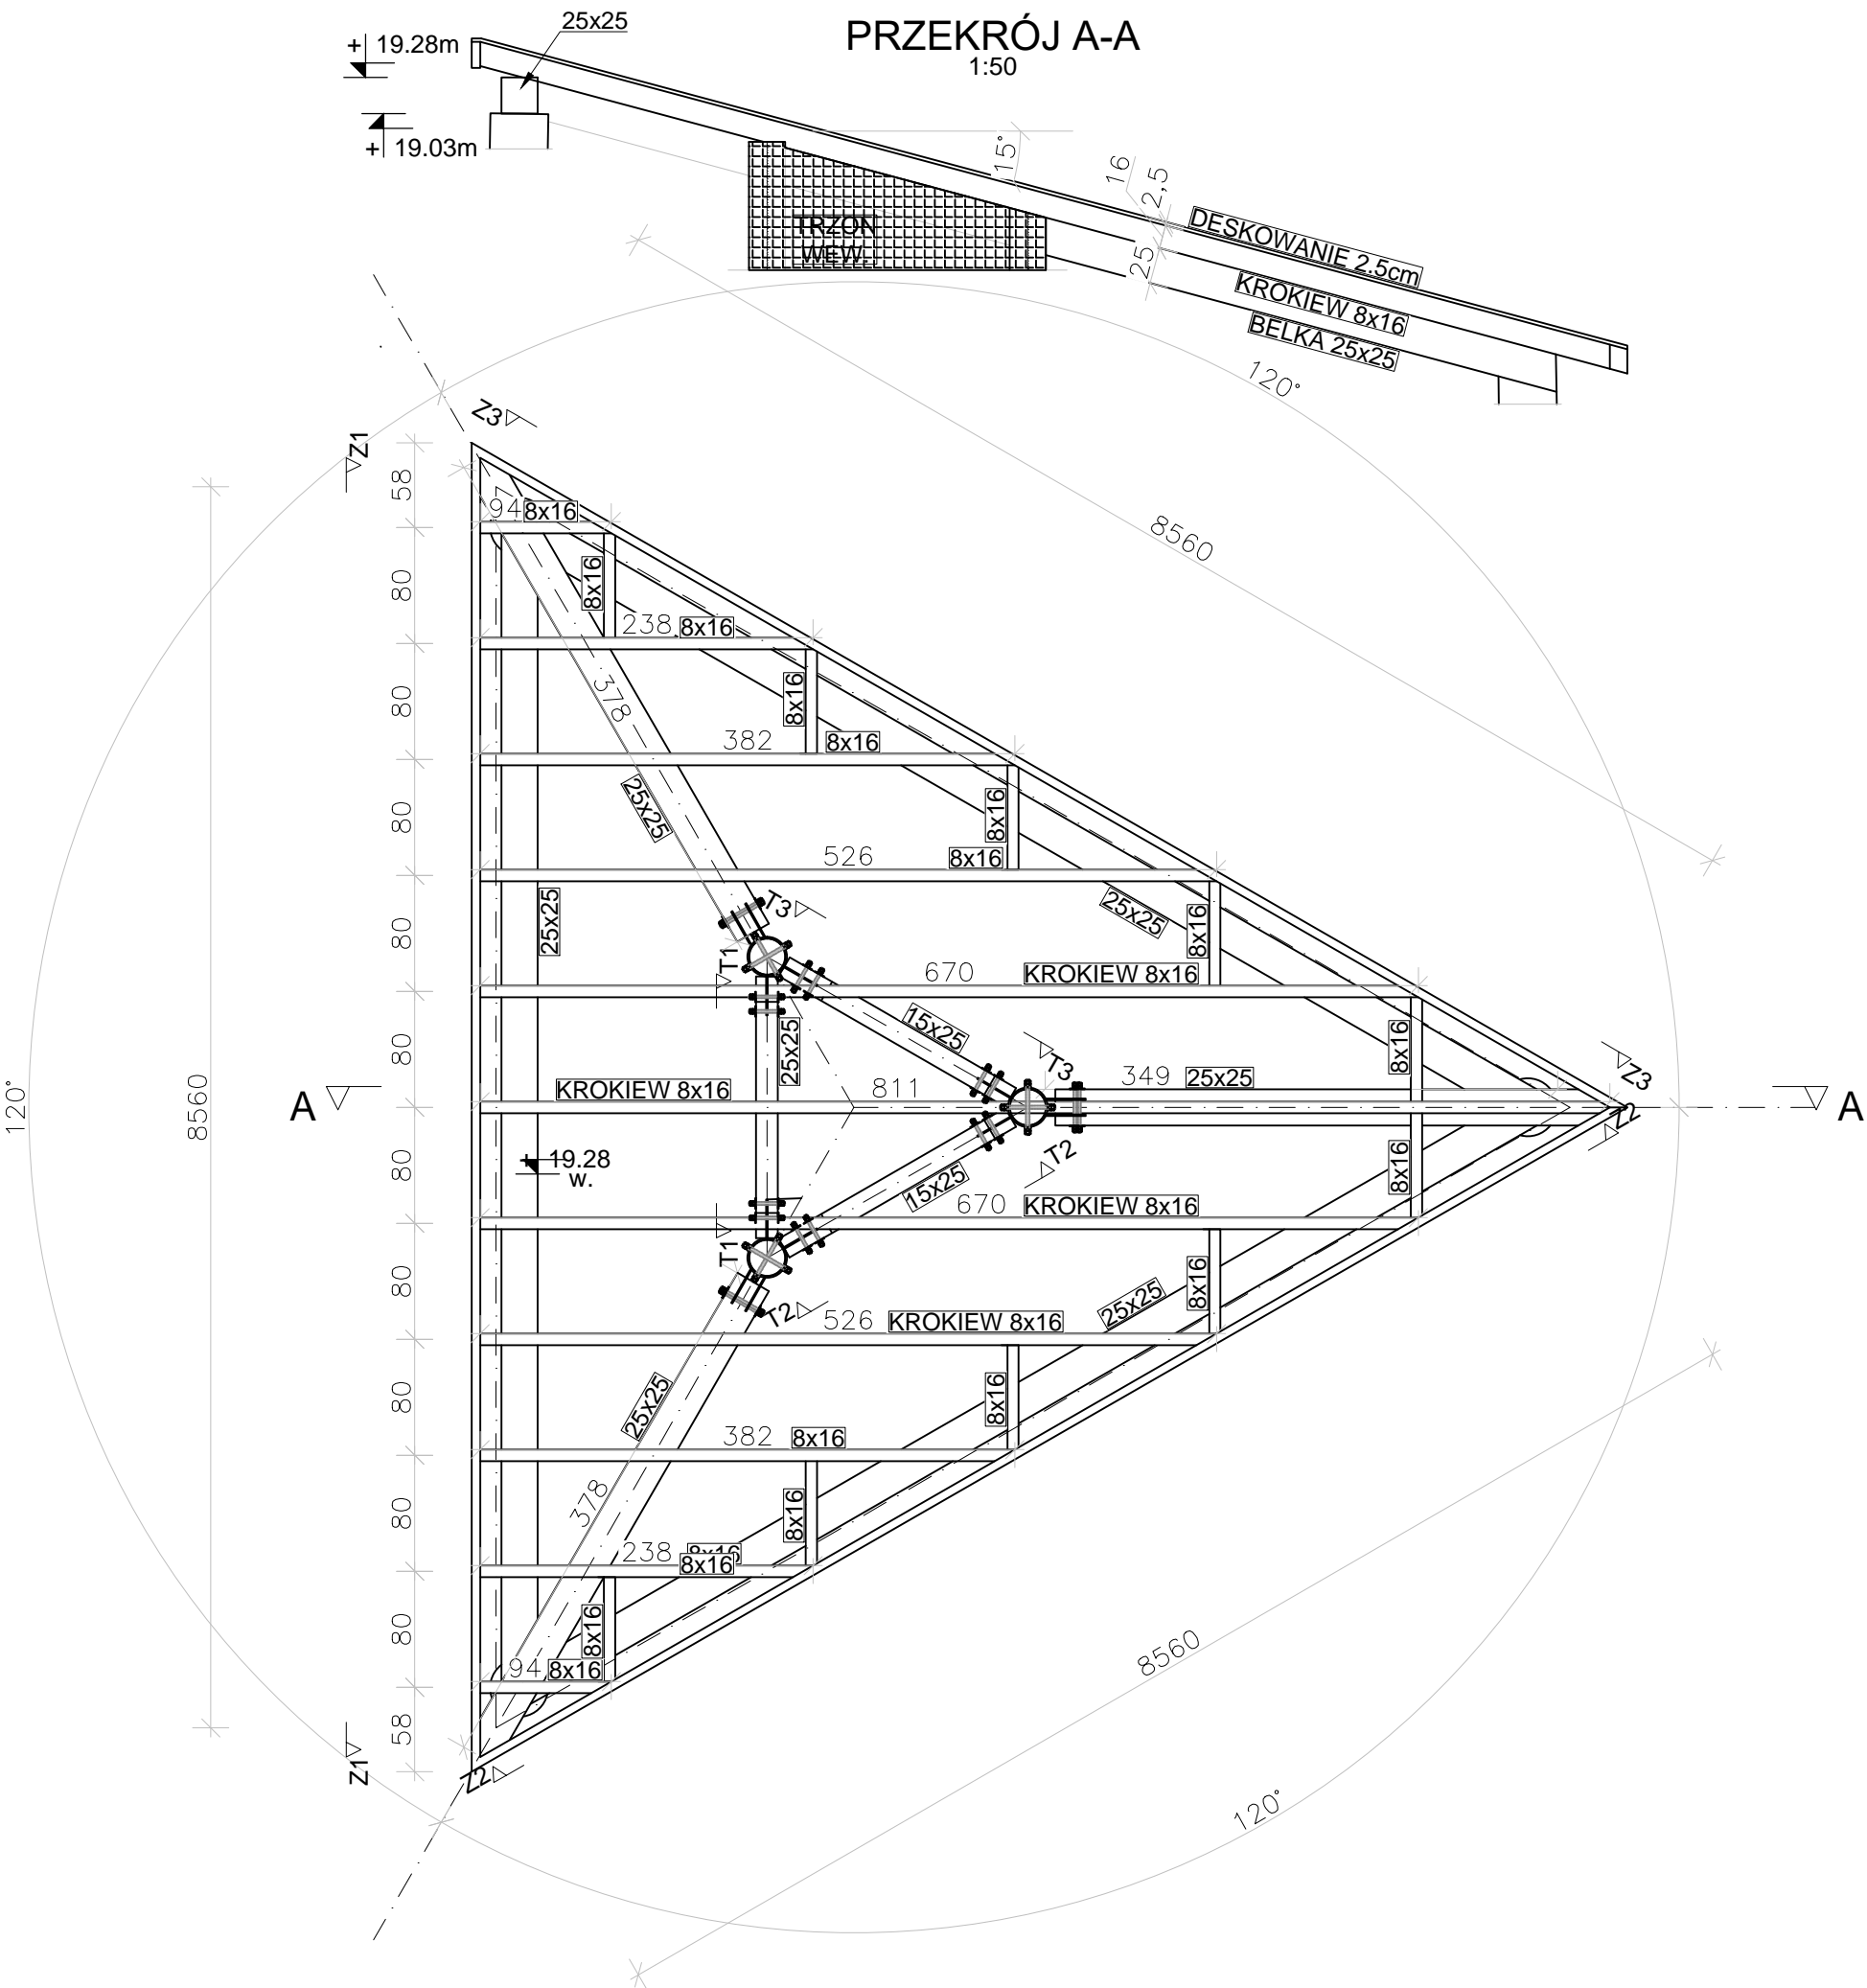 PRZEKRÓJ A-A
1:50
25x25
+ 19.28m
+ 19.03m
15°
16
2,5
25
TRZON
WEW.
DESKOWANIE 2.5cm
KROKIEW 8x16
BELKA 25x25
120°
Z3
Z1
58
94 8x16
8560
80
8x16
238 8x16
80
378
8x16
382 8x16
80
25x25
8x16
526 8x16
80
25x25
25x25
8x16
T3
T1
670 KROKIEW 8x16
80
25x25
15x25
T3
8x16
349 25x25
Z3
A
KROKIEW 8x16
811
Z2
A
120°
8560
80
+ 19.28
w.
15x25
T2
8x16
670 KROKIEW 8x16
80
T1
T2
8x16
526 KROKIEW 8x16
25x25
80
25x25
8x16
382 8x16
80
378
8x16
238 8x16
8x16
80
8x16
94 8x16
8560
58
Z1
Z2
120°